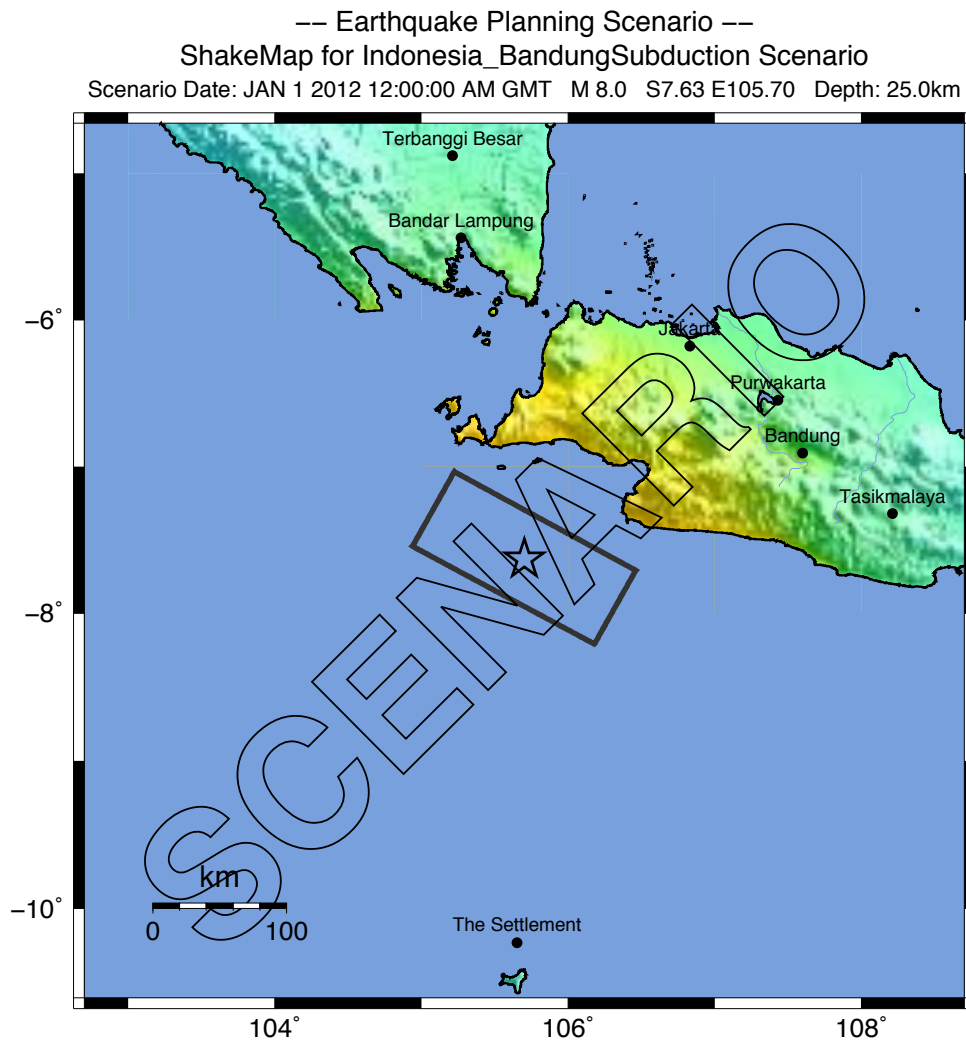 −− Earthquake Planning Scenario −−
ShakeMap for Indonesia_BandungSubduction Scenario
Scenario Date: JAN 1 2012 12:00:00 AM GMT M 8.0 S7.63 E105.70 Depth: 25.0km
Terbanggi Besar
Bandar Lampung
−6°
Jakarta
Purwakarta
Bandung
Tasikmalaya
−8°
SCENARIO
km
−10°
0 100
The Settlement
104° 106° 108°